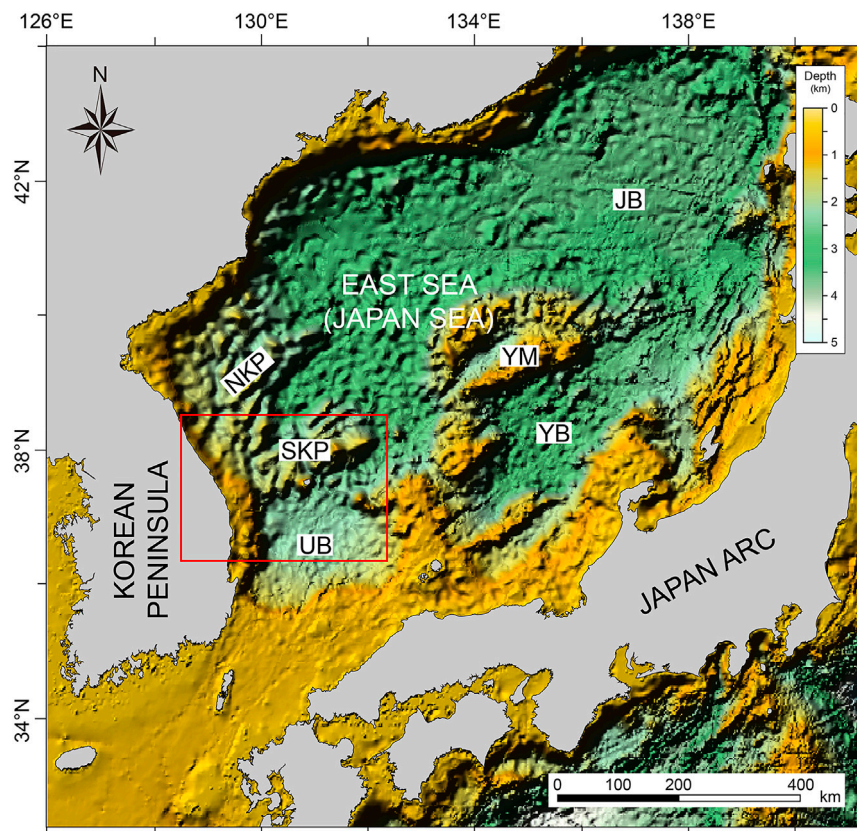 126°E
130°E
134°E
138°E
N
Depth
(km)
0
1
2
3
4
5
42°N
JB
EAST SEA
(JAPAN SEA)
YM
NKP
38°N
SKP
YB
UB
KOREAN
PENINSULA
JAPAN ARC
34°N
0 100 200 400
km